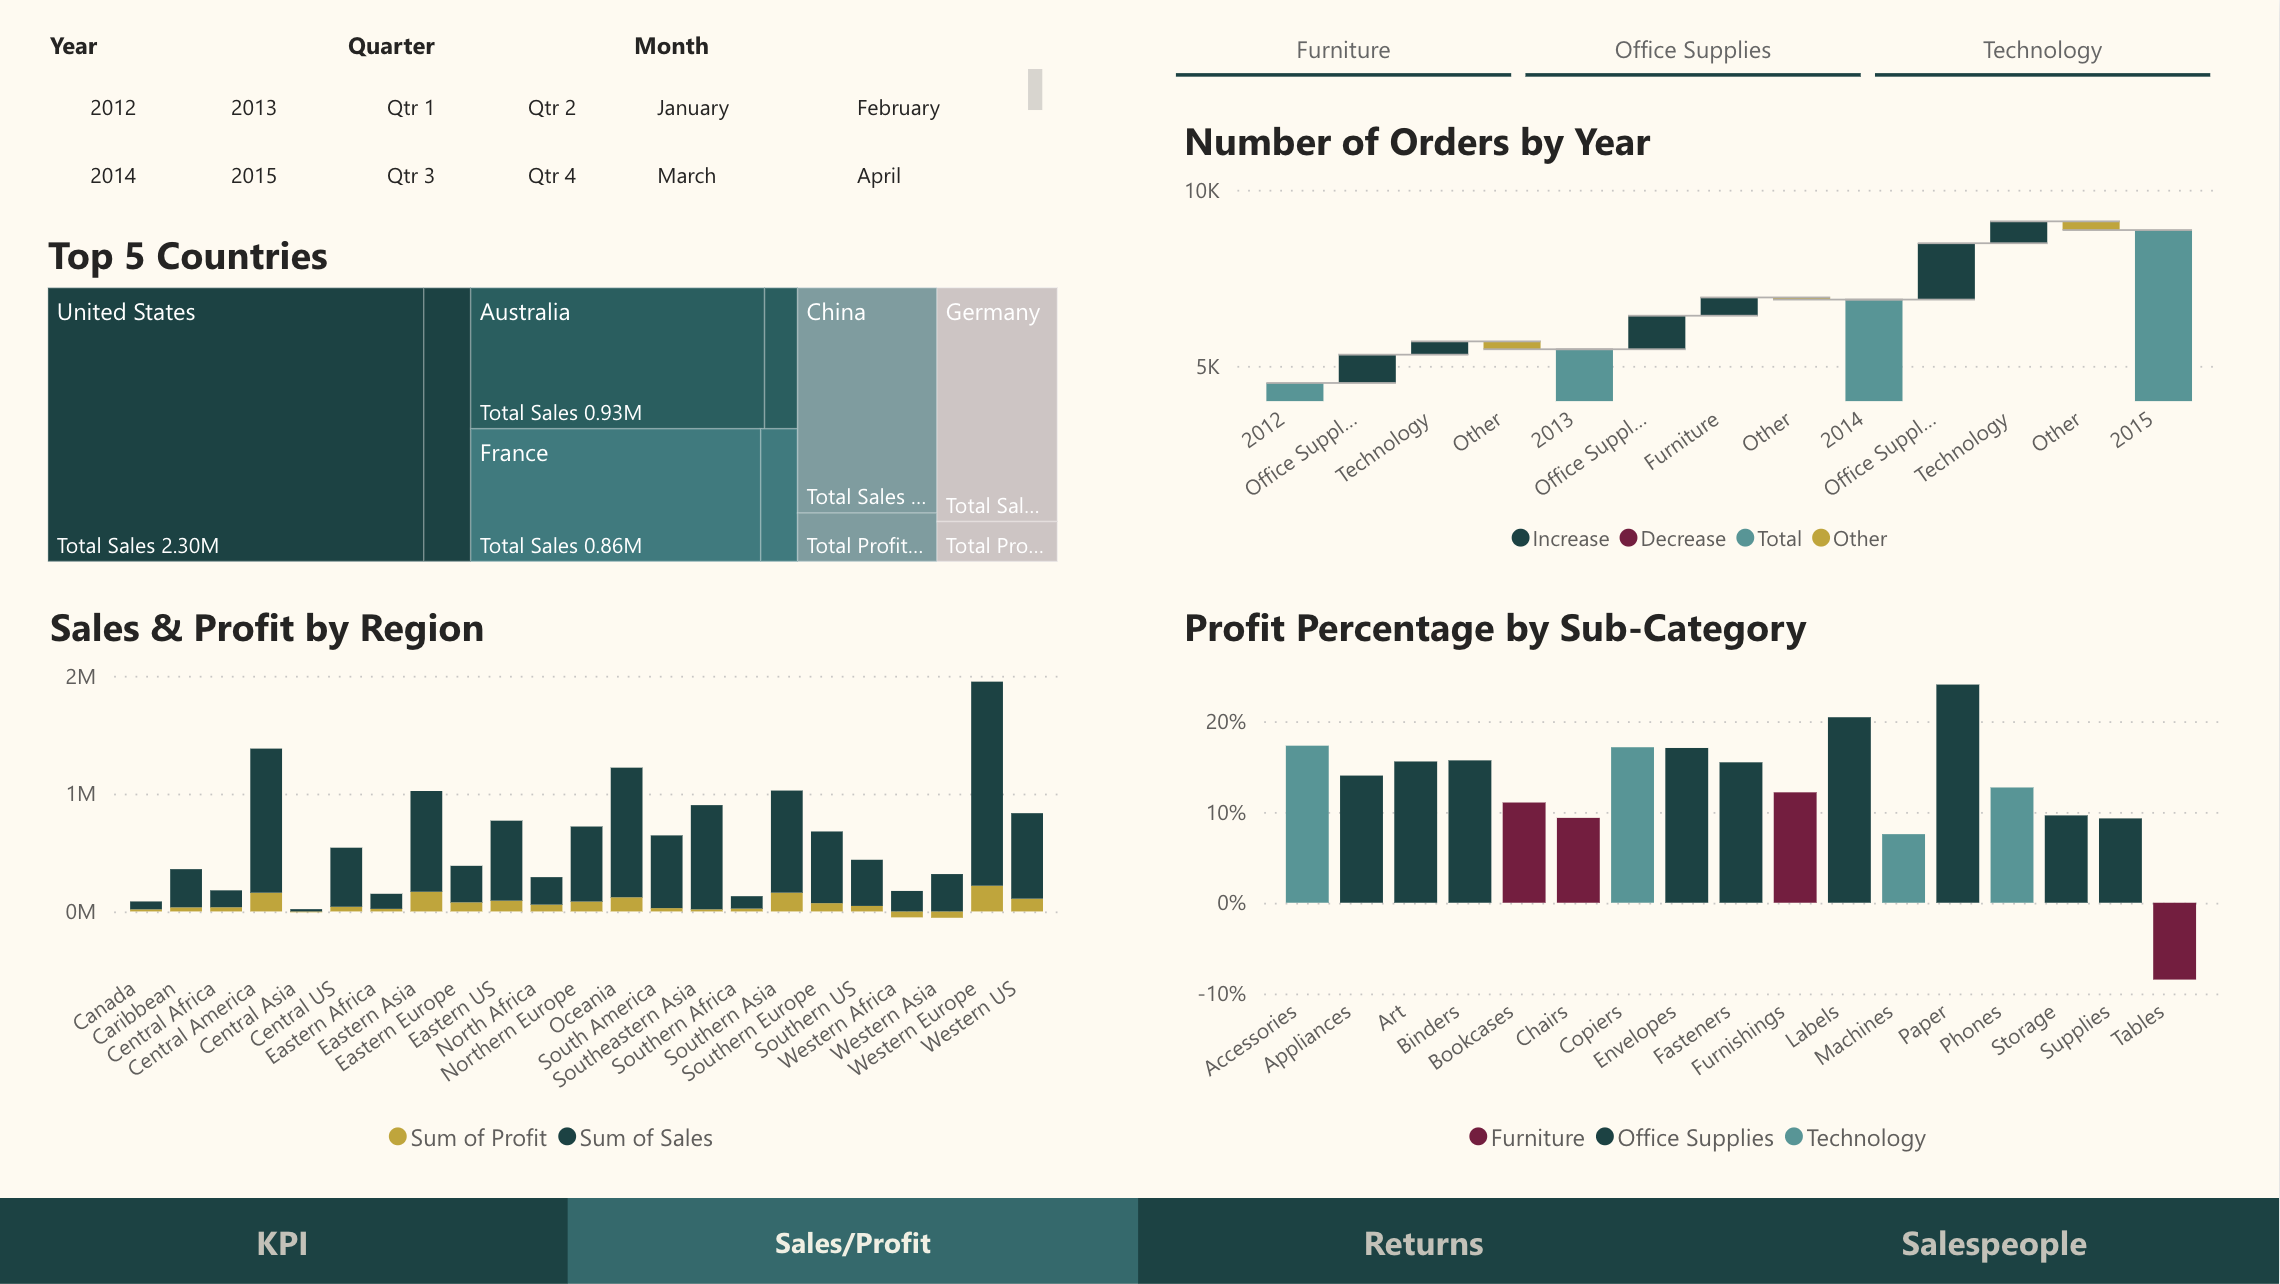 Year
2012 2013
2014 2015
Quarter
Qtr 1 Qtr 2
Qtr 3 Qtr 4
Month
January February
March April
Furniture Office Supplies Technology
Top 5 Countries
United States
Total Sales 2.30M
Australia
Total Sales 0.93M
France
Total Sales 0.86M
China
Total Sales ...
Total Profit...
Germany
Total Sal...
Total Pro...
Number of Orders by Year
10K
5K
2012
Office Suppl...
Technology
Other
2013
Office Suppl...
Furniture
Other
2014
Office Suppl...
Technology
Other
2015
Increase Decrease Total Other
Sales & Profit by Region
2M
1M
0M
Canada
Caribbean
Central Africa
Central America
Central Asia
Central US
Eastern Africa
Eastern Asia
Eastern Europe
Eastern US
North Africa
Northern Europe
Oceania
South America
Southeastern Asia
Southern Africa
Southern Asia
Southern Europe
Southern US
Western Africa
Western Asia
Western Europe
Western US
Sum of Profit Sum of Sales
Profit Percentage by Sub-Category
20%
10%
0%
-10%
Accessories
Appliances
Art
Binders
Bookcases
Chairs
Copiers
Envelopes
Fasteners
Furnishings
Labels
Machines
Paper
Phones
Storage
Supplies
Tables
Furniture Office Supplies Technology
KPI Sales/Profit Returns Salespeople